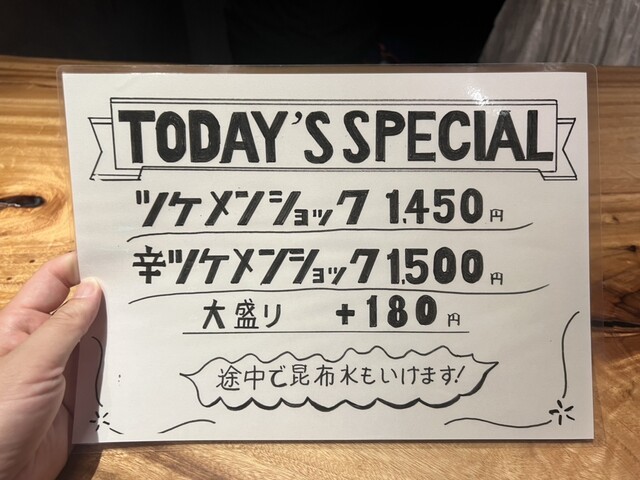 TODAY'S SPECIAL
ツケメンショック 1,450円
辛ツケメンショック 1,500円
大盛り +180円
途中で昆布水もいけます!